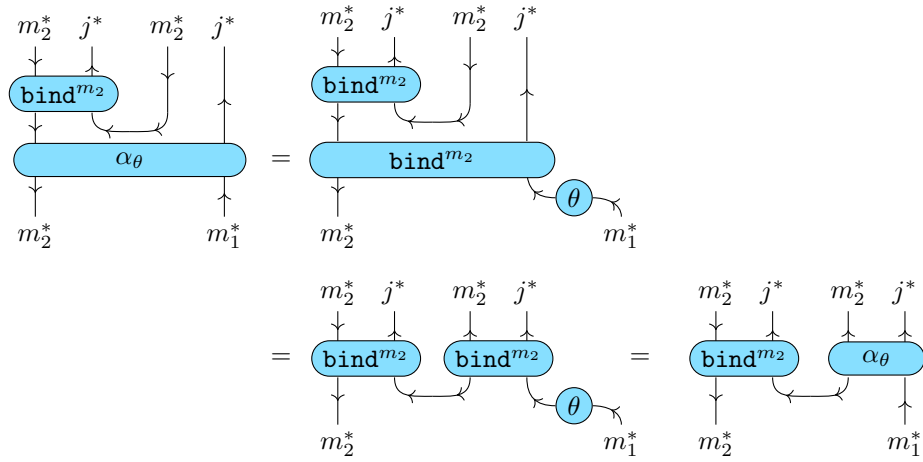 m₂* j* m₂* j* m₂* j* m₂* j*
bind^{m₂} bind^{m₂}
α_θ = bind^{m₂}
θ
m₂* m₁* m₂* m₁*
m₂* j* m₂* j* m₂* j* m₂* j*
= bind^{m₂} bind^{m₂} = bind^{m₂} α_θ
θ
m₂* m₁* m₂* m₁*